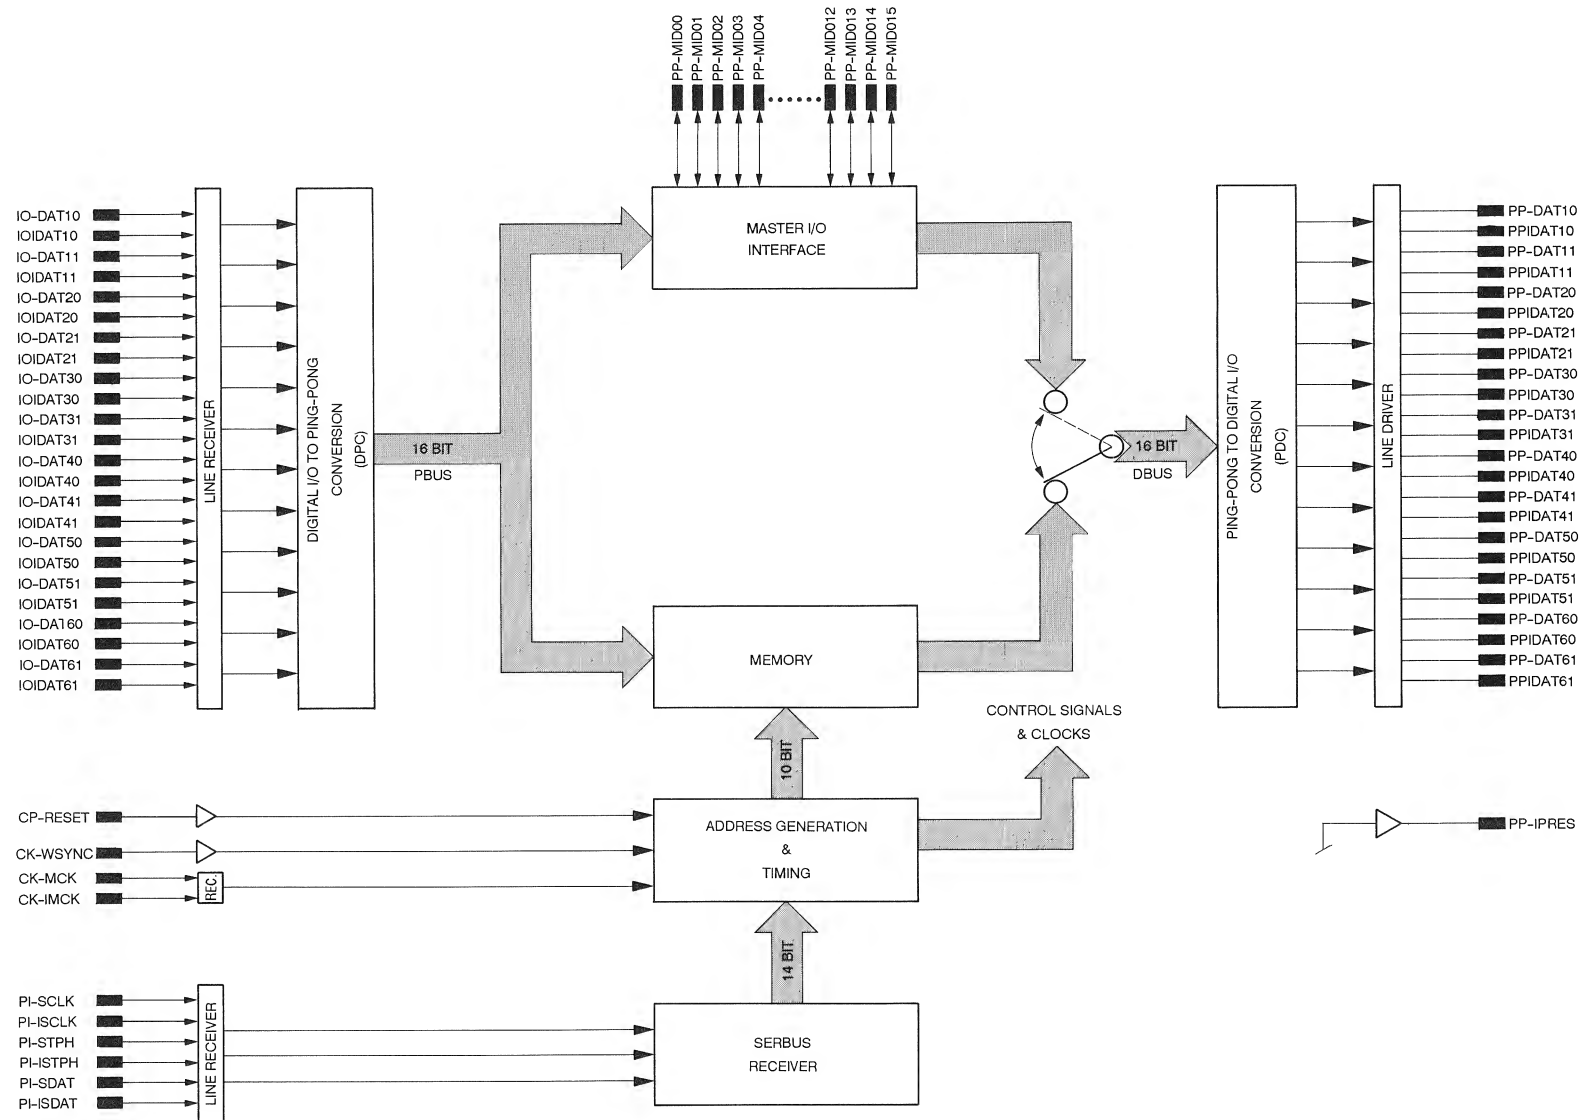 PP-MID00
PP-MID01
PP-MID02
PP-MID03
PP-MID04
PP-MID012
PP-MID013
PP-MID014
PP-MID015
IO-DAT10
IOIDAT10
IO-DAT11
IOIDAT11
IO-DAT20
IOIDAT20
IO-DAT21
IOIDAT21
IO-DAT30
IOIDAT30
IO-DAT31
IOIDAT31
IO-DAT40
IOIDAT40
IO-DAT41
IOIDAT41
IO-DAT50
IOIDAT50
IO-DAT51
IOIDAT51
IO-DAT60
IOIDAT60
IO-DAT61
IOIDAT61
LINE RECEIVER
DIGITAL I/O TO PING-PONG
CONVERSION
(DPC)
16 BIT
PBUS
MASTER I/O
INTERFACE
MEMORY
16 BIT
DBUS
PING-PONG TO DIGITAL I/O
CONVERSION
(PDC)
LINE DRIVER
PP-DAT10
PPIDAT10
PP-DAT11
PPIDAT11
PP-DAT20
PPIDAT20
PP-DAT21
PPIDAT21
PP-DAT30
PPIDAT30
PP-DAT31
PPIDAT31
PP-DAT40
PPIDAT40
PP-DAT41
PPIDAT41
PP-DAT50
PPIDAT50
PP-DAT51
PPIDAT51
PP-DAT60
PPIDAT60
PP-DAT61
PPIDAT61
CONTROL SIGNALS
& CLOCKS
10 BIT
CP-RESET
CK-WSYNC
CK-MCK
CK-IMCK
REC.
ADDRESS GENERATION
&
TIMING
PP-IPRES
14 BIT
PI-SCLK
PI-ISCLK
PI-STPH
PI-ISTPH
PI-SDAT
PI-ISDAT
LINE RECEIVER
SERBUS
RECEIVER